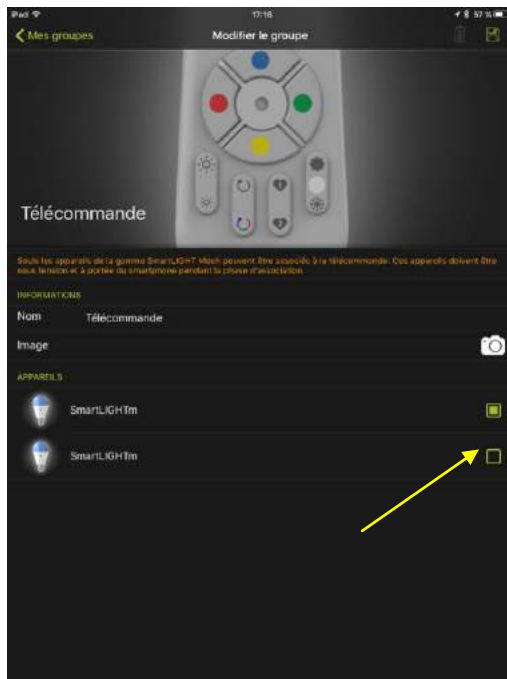 iPad 17:16 57 %
Mes groupes Modifier le groupe
Télécommande
Seuls les appareils de la gamme SmartLIGHT Mesh peuvent être associés à la télécommande. Ces appareils doivent être
sous tension et à portée du smartphone pendant la phase d'association.
INFORMATIONS
Nom Télécommande
Image
APPAREILS
SmartLIGHTm
SmartLIGHTm